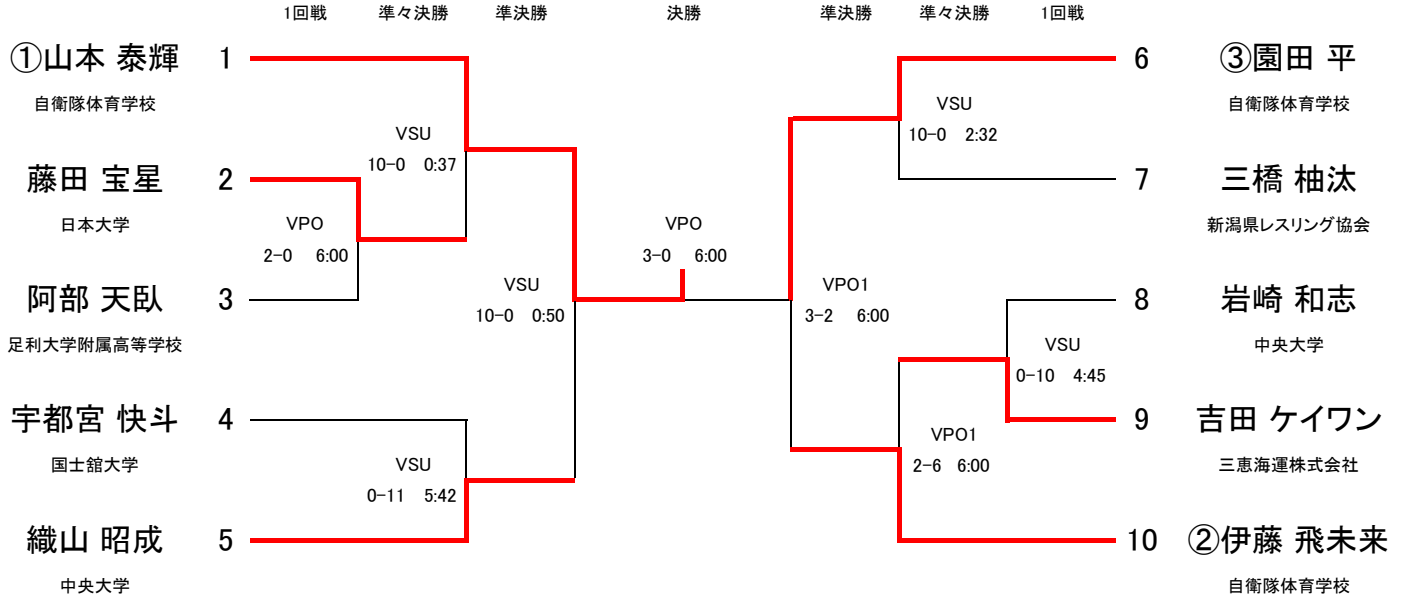 1回戦 準々決勝 準決勝 決勝 準決勝 準々決勝 1回戦
①山本 泰輝 1
自衛隊体育学校
藤田 宝星 2
日本大学
阿部 天臥 3
足利大学附属高等学校
宇都宮 快斗 4
国士舘大学
織山 昭成 5
中央大学
VPO
2-0 6:00
VSU
10-0 0:37
VSU
0-11 5:42
VSU
10-0 0:50
VPO
3-0 6:00
VPO1
3-2 6:00
VSU
10-0 2:32
VPO1
2-6 6:00
VSU
0-10 4:45
6 ③園田 平
自衛隊体育学校
7 三橋 柚汰
新潟県レスリング協会
8 岩崎 和志
中央大学
9 吉田 ケイワン
三恵海運株式会社
10 ②伊藤 飛未来
自衛隊体育学校